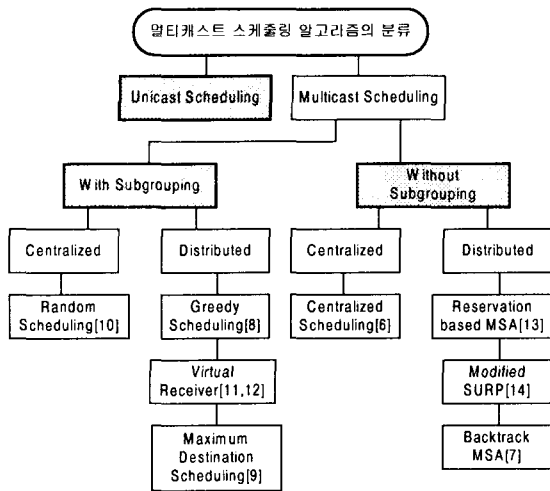 멀티캐스트 스케줄링 알고리즘의 분류
Unicast Scheduling
Multicast Scheduling
With Subgrouping
Without
Subgrouping
Centralized
Distributed
Centralized
Distributed
Random
Scheduling[10]
Greedy
Scheduling[8]
Centralized
Scheduling[6]
Reservation
based MSA[13]
Virtual
Receiver[11,12]
Modified
SURP[14]
Maximum
Destination
Scheduling[9]
Backtrack
MSA[7]